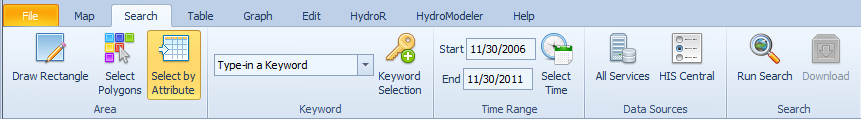 File Map Search Table Graph Edit HydroR HydroModeler Help
Draw Rectangle
Select Polygons
Select by Attribute
Area
Type-in a Keyword
Keyword Selection
Keyword
Start 11/30/2006
End 11/30/2011
Select Time
Time Range
All Services
HIS Central
Data Sources
Run Search
Download
Search